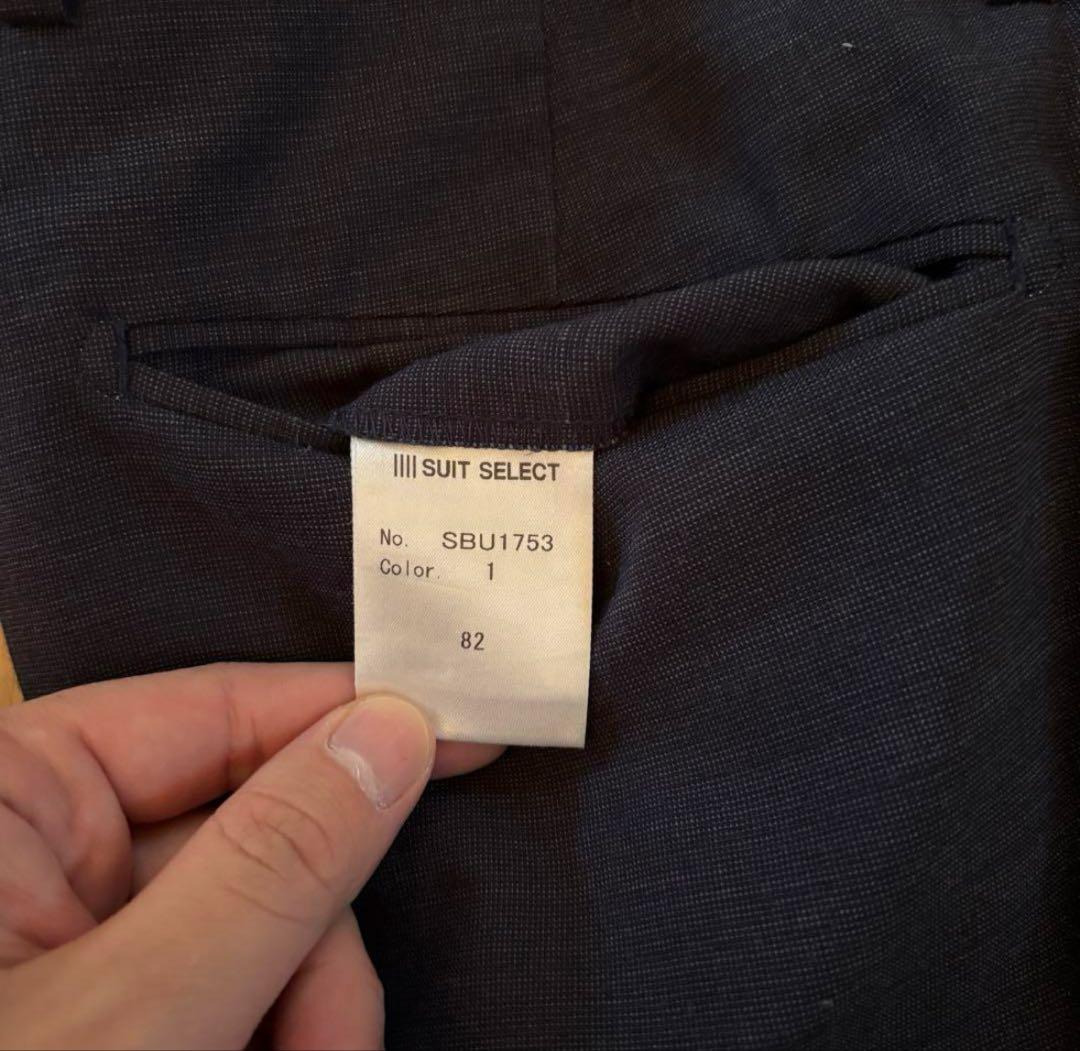 SUIT SELECT
No. SBU1753
Color. 1
82